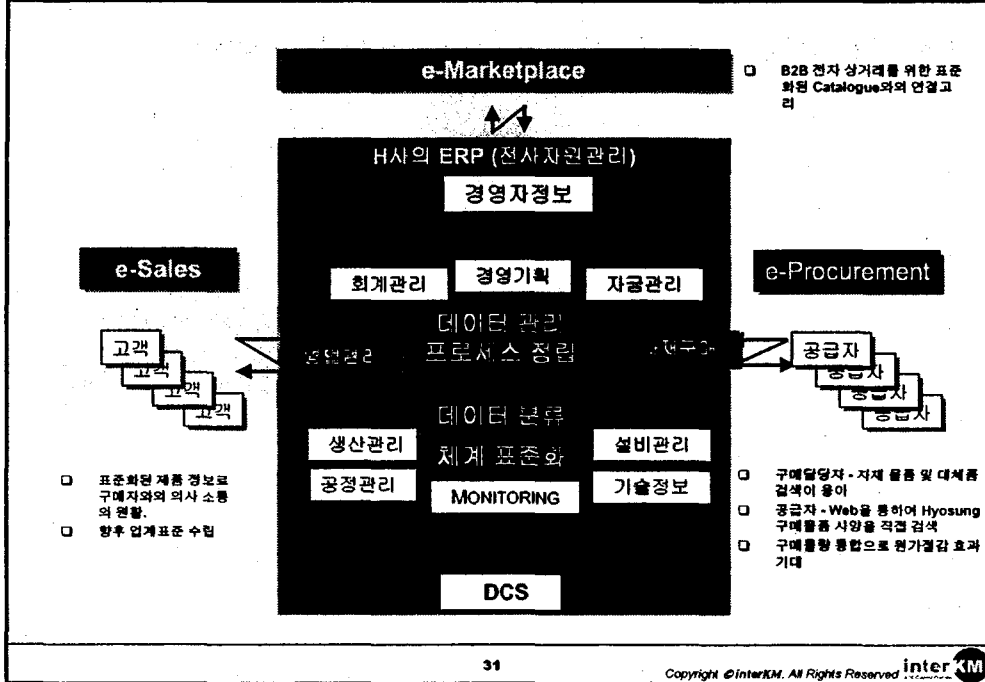 e-Marketplace
B2B 전자 상거래를 위한 표준
화된 Catalogue와의 연결고
리
H사의 ERP (전사자원관리)
경영자정보
e-Sales
e-Procurement
회계관리
경영기획
자금관리
데이터 관리
프로세스 정립
고객
고객
고객
고객
공급자
공급자
공급자
공급자
데이터 분류
체계 표준화
생산관리
설비관리
공정관리
MONITORING
기술정보
DCS
표준화된 제품 정보로
구매자와의 의사 소통
의 원활.
향후 업계표준 수립
구매담당자 - 자재 물품 및 대체품
검색이 용이
공급자 - Web을 통하여 Hyosung
구매물품 사양을 직접 검색
구매물량 통합으로 원가절감 효과
기대
31
Copyright ©interKM. All Rights Reserved
inter KM